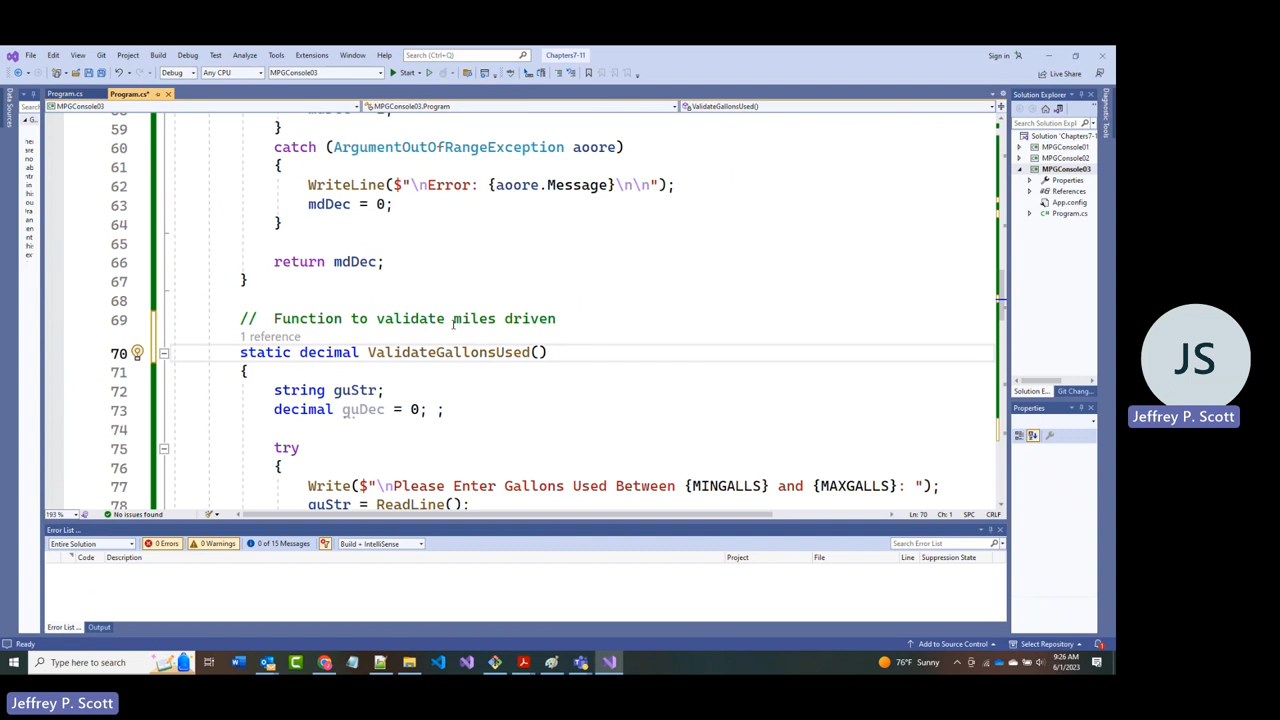 File Edit View Git Project Build Debug Test Analyze Tools Extensions Window Help Search (Ctrl+Q) Chapters7-11 Sign in
Debug Any CPU MPGConsole03 Start Live Share
Program.cs Program.cs*
MPGConsole03 MPGConsole03.Program ValidateGallonsUsed()
59 }
60 catch (ArgumentOutOfRangeException aoore)
61 {
62 WriteLine($"\nError: {aoore.Message}\n\n");
63 mdDec = 0;
64 }
65
66 return mdDec;
67 }
68
69 // Function to validate miles driven
1 reference
70 static decimal ValidateGallonsUsed()
71 {
72 string guStr;
73 decimal guDec = 0; ;
74
75 try
76 {
77 Write($"\nPlease Enter Gallons Used Between {MINGALLS} and {MAXGALLS}: ");
78 guStr = ReadLine();
193 % No issues found Ln: 70 Ch: 1 SPC CRLF
Error List ...
Entire Solution 0 Errors 0 Warnings 0 of 15 Messages Build + IntelliSense Search Error List
Code Description Project File Line Suppression State
Error List ... Output
Ready Add to Source Control Select Repository
Data Sources
Solution Explorer
Search Solution Expl
Solution 'Chapters7-1
MPGConsole01
MPGConsole02
MPGConsole03
Properties
References
App.config
Program.cs
Solution E... Git Chang...
Properties
Diagnostic Tools
Type here to search 76°F Sunny 9:26 AM
6/1/2023
JS
Jeffrey P. Scott
Jeffrey P. Scott